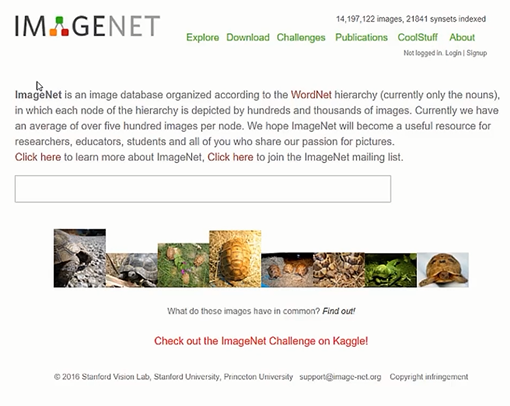 IMAGENET
14,197,122 images, 21841 synsets indexed
Explore Download Challenges Publications CoolStuff About
Not logged in. Login | Signup
ImageNet is an image database organized according to the WordNet hierarchy (currently only the nouns),
in which each node of the hierarchy is depicted by hundreds and thousands of images. Currently we have
an average of over five hundred images per node. We hope ImageNet will become a useful resource for
researchers, educators, students and all of you who share our passion for pictures.
Click here to learn more about ImageNet, Click here to join the ImageNet mailing list.
What do these images have in common? Find out!
Check out the ImageNet Challenge on Kaggle!
© 2016 Stanford Vision Lab, Stanford University, Princeton University support@image-net.org Copyright infringement